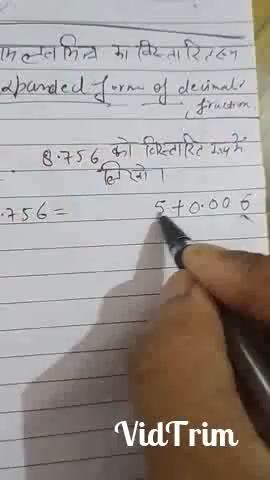 दशमलव भिन्न का विस्तारित रूप
Expanded form of decimal
fraction
8.756 को विस्तारित रूप में
लिखो ।
.756 = 5+0.006
VidTrim